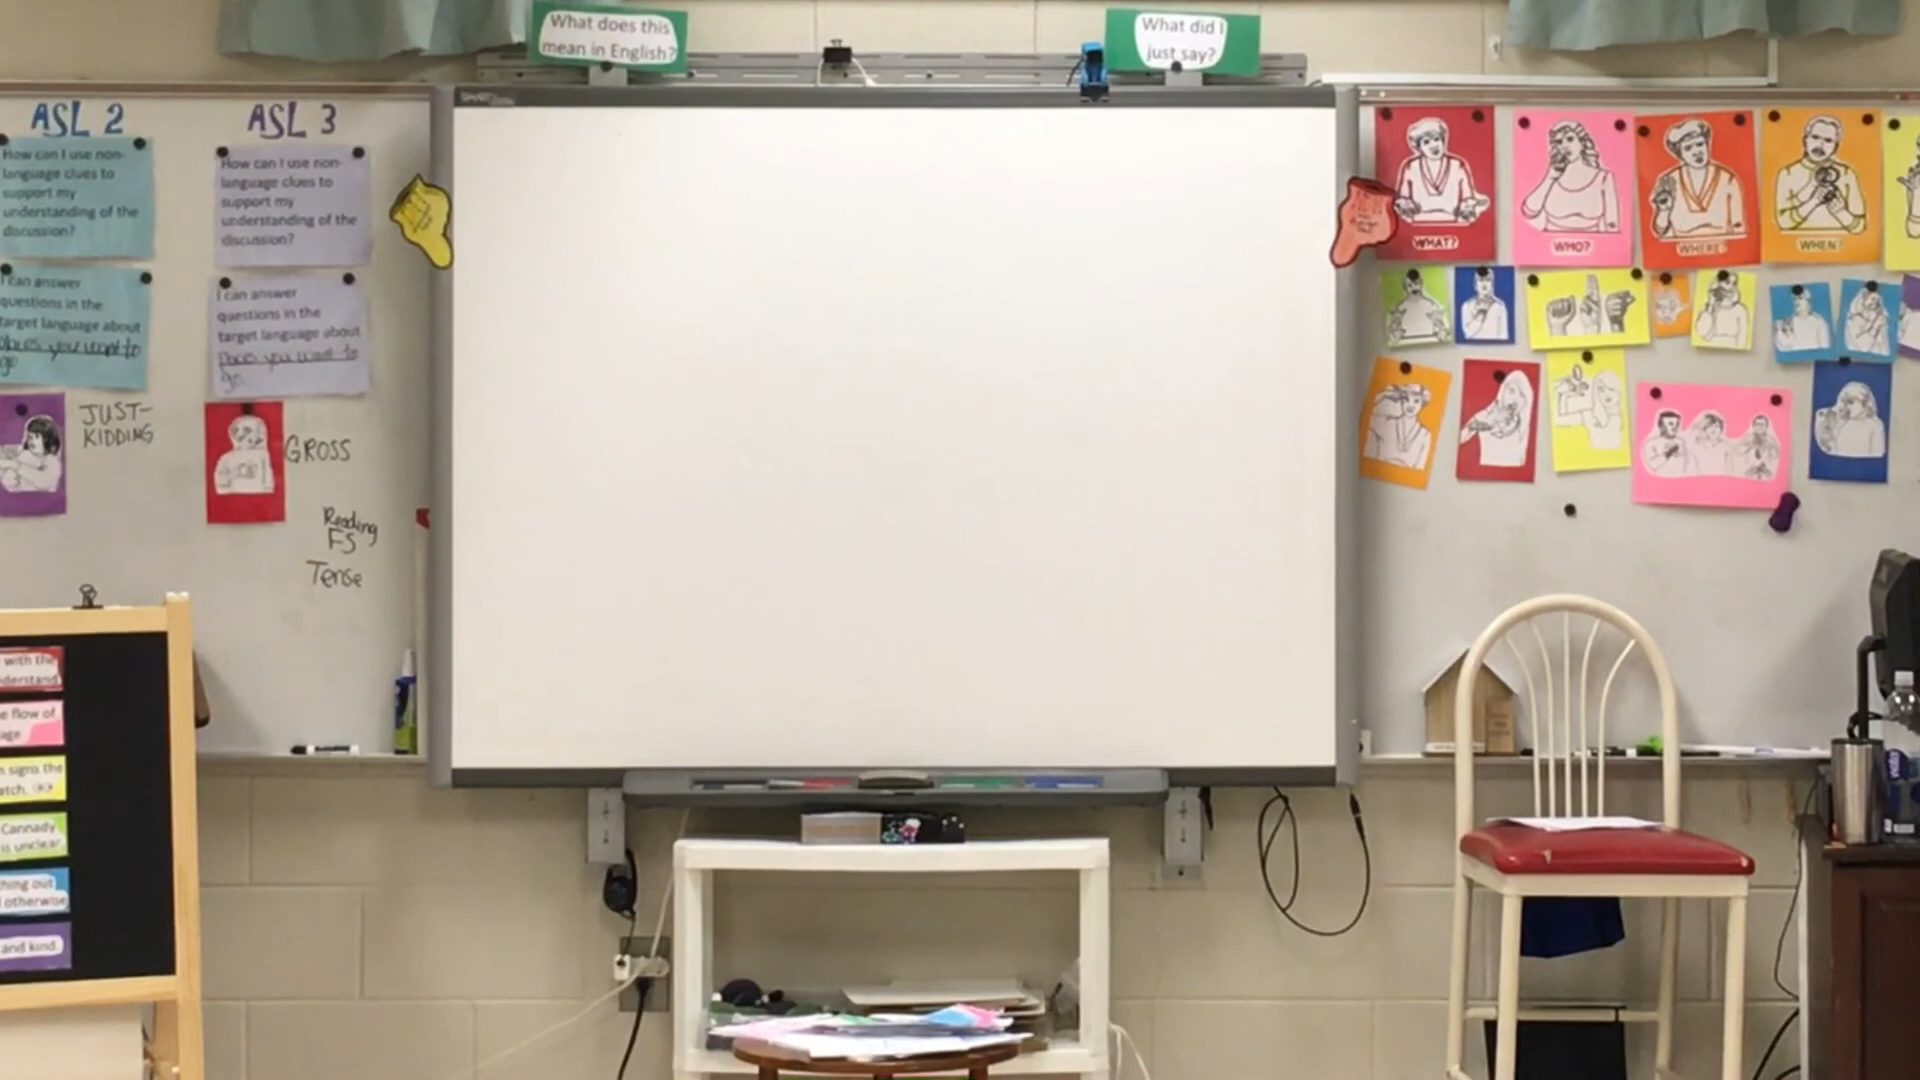 What does this
mean in English?
What did I
just say?
ASL 2
How can I use non-
language clues to
support my
understanding of the
discussion?
I can answer
questions in the
target language about
places you want to
go
JUST-
KIDDING
ASL 3
How can I use non-
language clues to
support my
understanding of the
discussion?
I can answer
questions in the
target language about
Places you want to
go
GROSS
Reading
FS
Tense
WHAT?
WHO?
WHERE?
WHEN?
with the
derstand
e flow of
age
signs the
atch.
Cannady
is unclear
hing out
otherwise
and kind